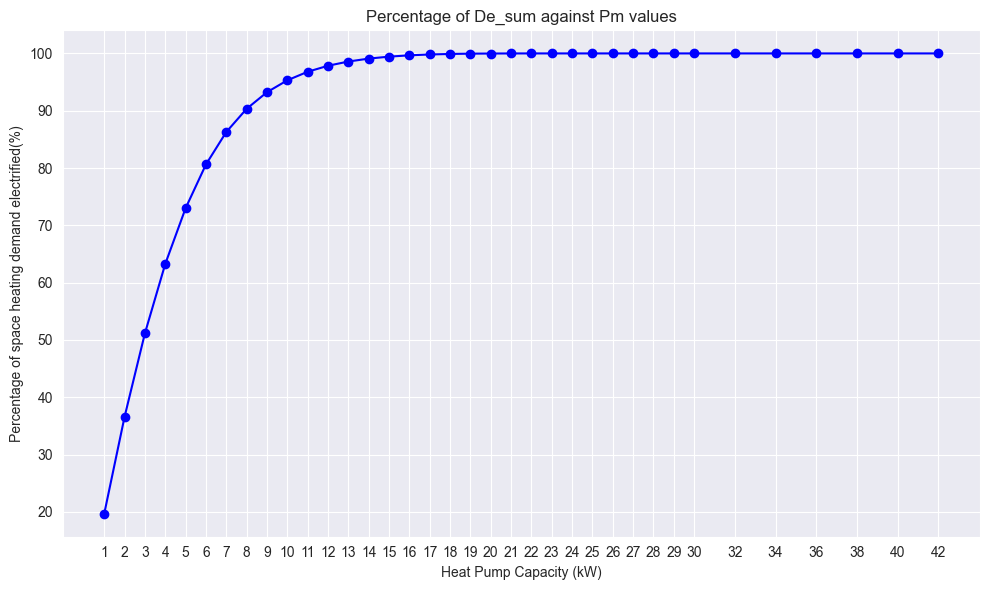 Percentage of De_sum against Pm values
Percentage of space heating demand electrified(%)
100
90
80
70
60
50
40
30
20
1 2 3 4 5 6 7 8 9 10 11 12 13 14 15 16 17 18 19 20 21 22 23 24 25 26 27 28 29 30 32 34 36 38 40 42
Heat Pump Capacity (kW)